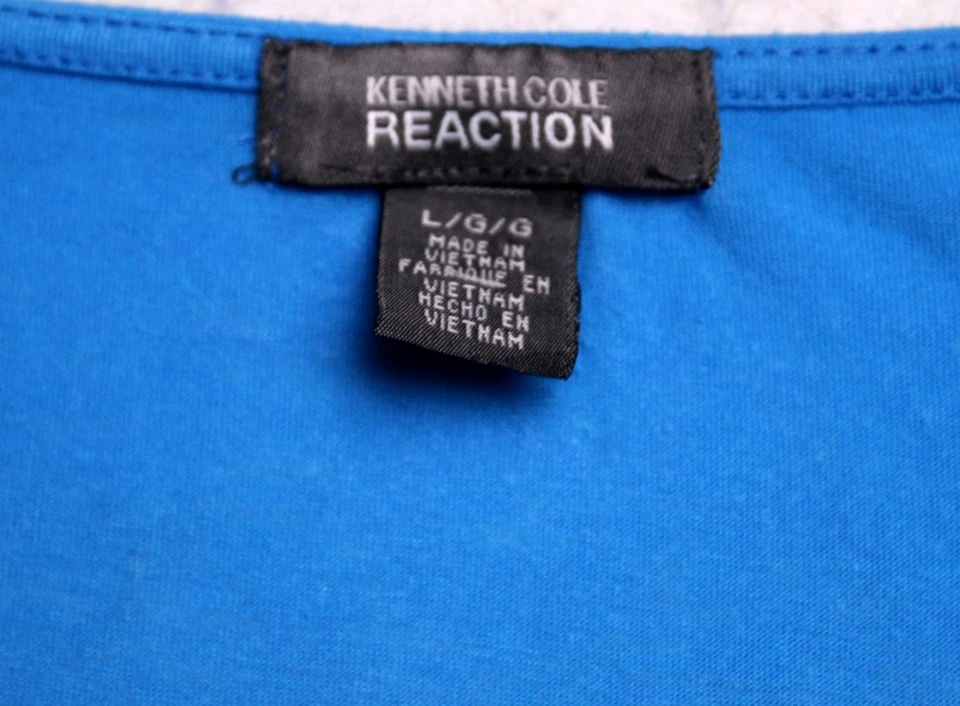 KENNETH COLE
REACTION
L/G/G
MADE IN
VIETNAM
FABRIQUE EN
VIETNAM
HECHO EN
VIETNAM